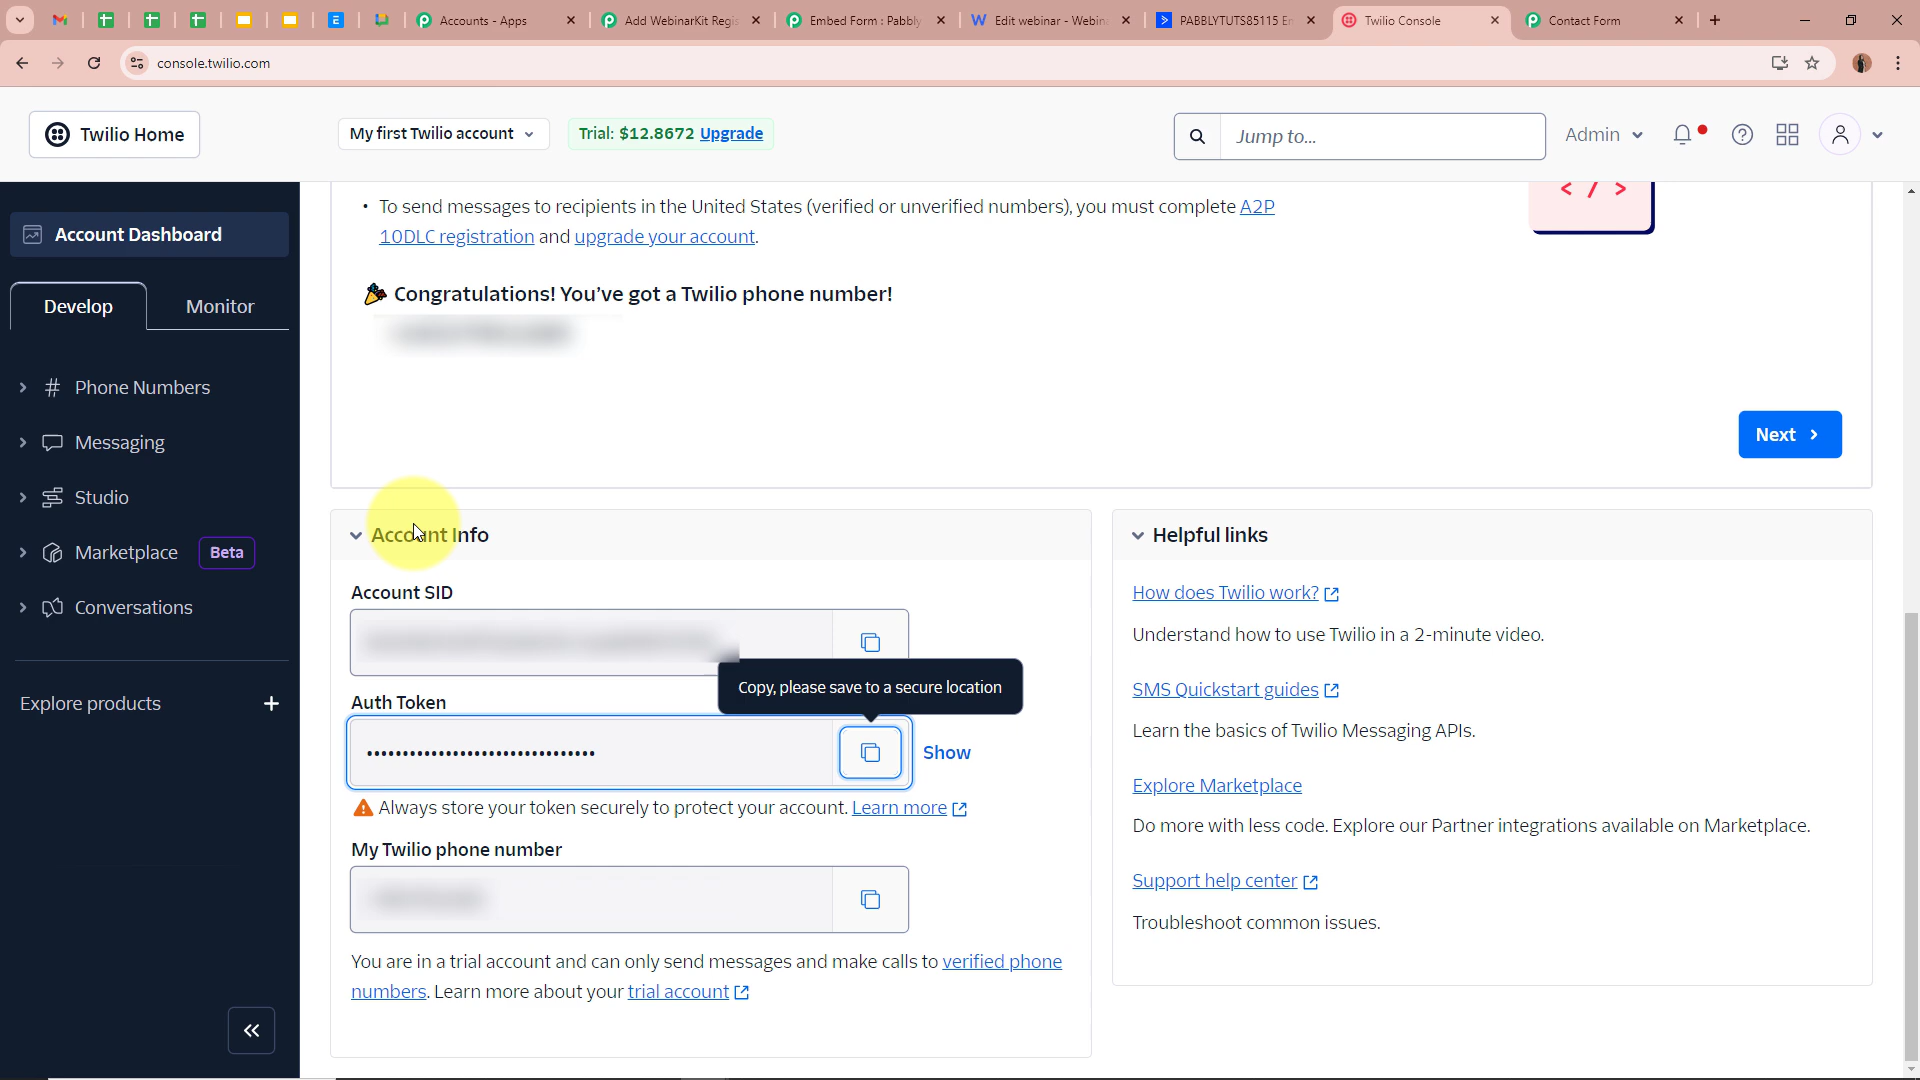 Accounts - Apps
Add WebinarKit Regis
Embed Form : Pabbly
Edit webinar - Webina
PABBLYTUTS85115 En
Twilio Console
Contact Form
console.twilio.com
Twilio Home
My first Twilio account
Trial: $12.8672 Upgrade
Jump to...
Admin
Account Dashboard
Develop
Monitor
Phone Numbers
Messaging
Studio
Marketplace
Beta
Conversations
Explore products
• To send messages to recipients in the United States (verified or unverified numbers), you must complete A2P
10DLC registration and upgrade your account.
< / >
Congratulations! You've got a Twilio phone number!
Next
Account Info
Account SID
Copy, please save to a secure location
Auth Token
••••••••••••••••••••••••••••••••
Show
Always store your token securely to protect your account. Learn more
My Twilio phone number
You are in a trial account and can only send messages and make calls to verified phone
numbers. Learn more about your trial account
Helpful links
How does Twilio work?
Understand how to use Twilio in a 2-minute video.
SMS Quickstart guides
Learn the basics of Twilio Messaging APIs.
Explore Marketplace
Do more with less code. Explore our Partner integrations available on Marketplace.
Support help center
Troubleshoot common issues.